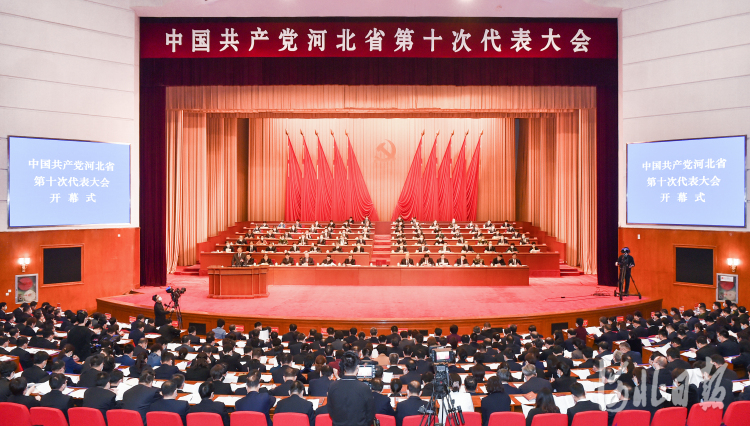 中国共产党河北省第十次代表大会
中国共产党河北省
第十次代表大会
开幕式
中国共产党河北省
第十次代表大会
开幕式
河北日报